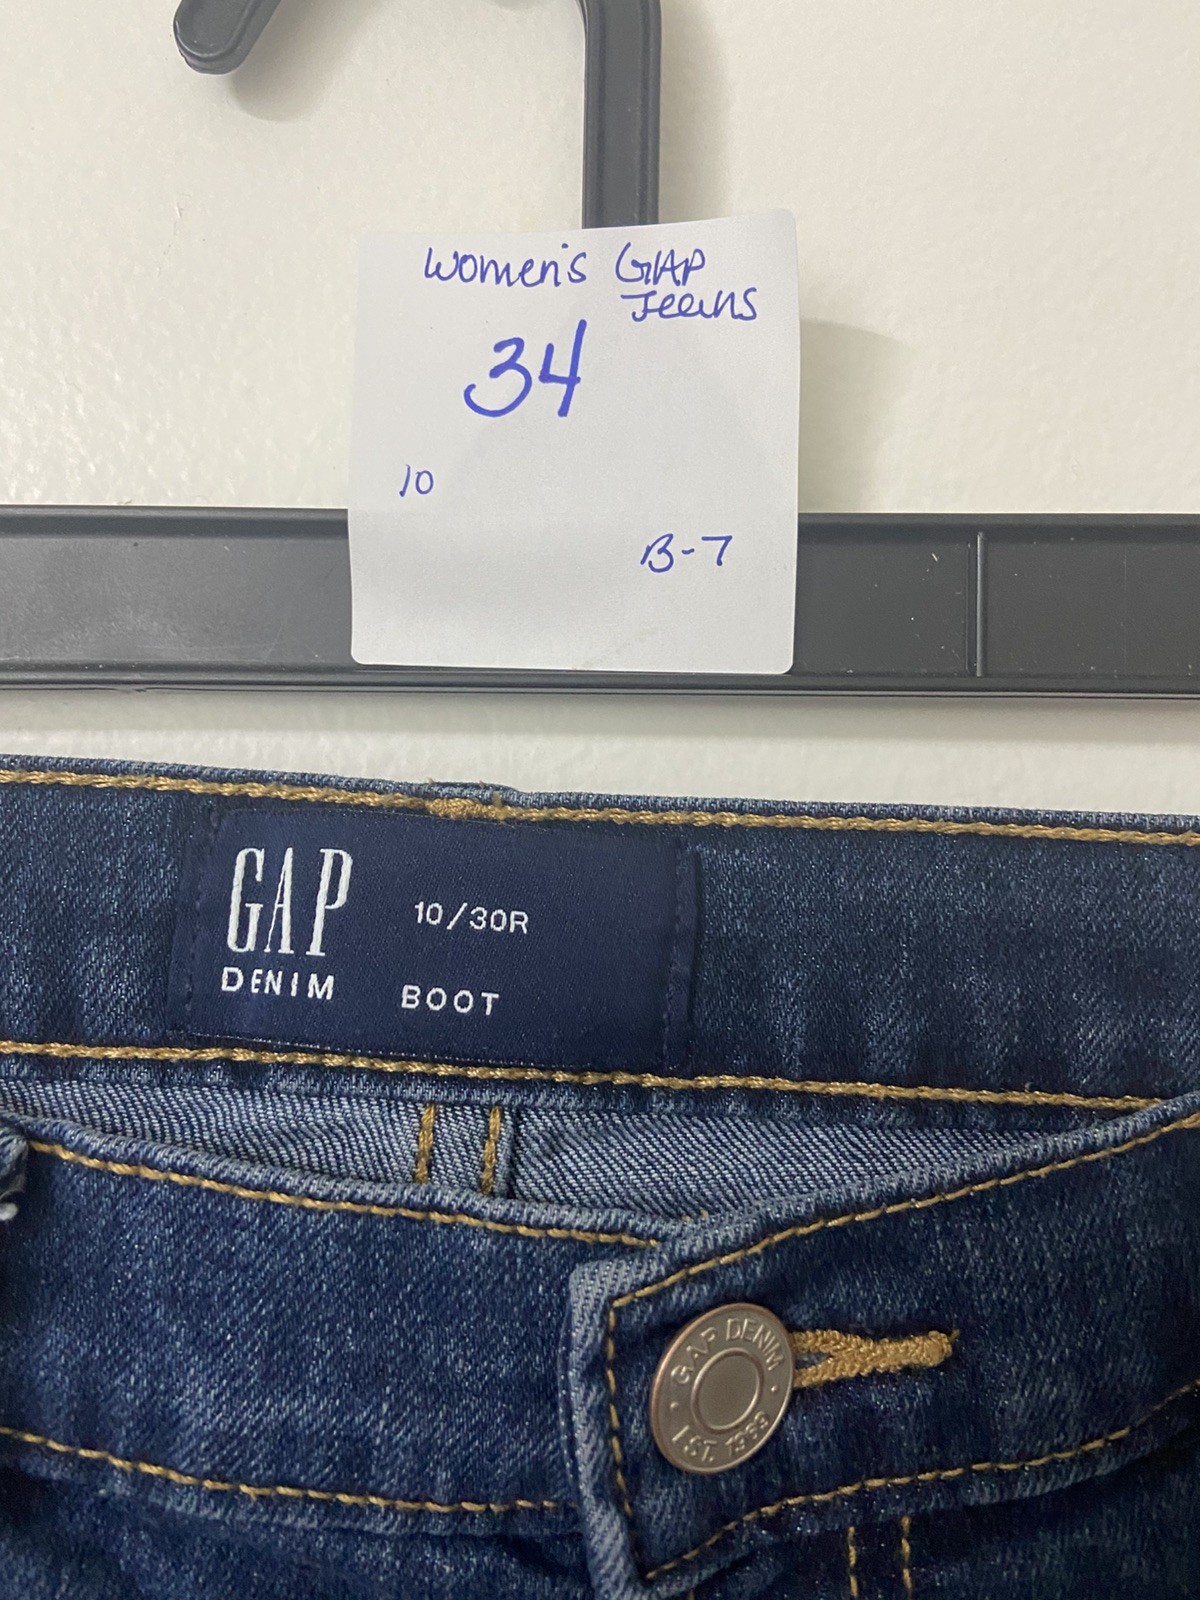 Women's GAP
Jeans
34
10
B-7
GAP
DENIM
10/30R
BOOT
GAP DENIM
EST. 1969